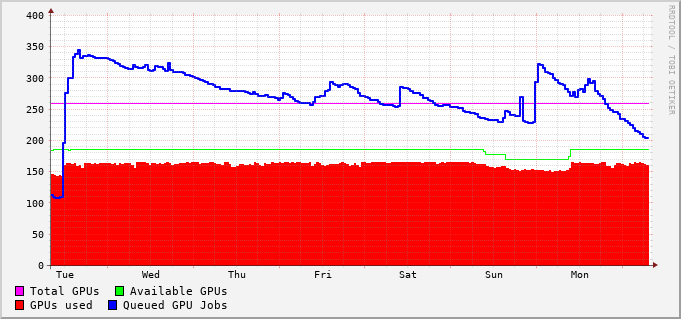 400
350
300
250
200
150
100
50
0
Tue Wed Thu Fri Sat Sun Mon
Total GPUs Available GPUs
GPUs used Queued GPU Jobs
RRDTOOL / TOBI OETIKER